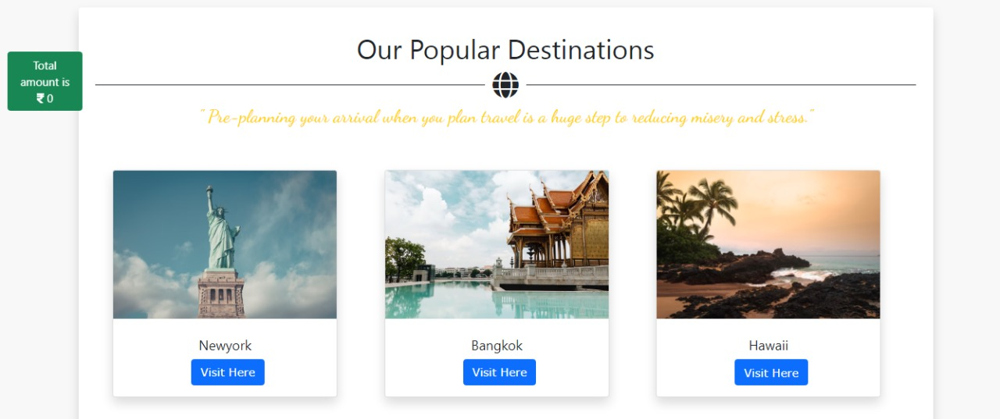 Our Popular Destinations
Total
amount is
₹ 0
" Pre-planning your arrival when you plan travel is a huge step to reducing misery and stress."
Newyork
Bangkok
Hawaii
Visit Here
Visit Here
Visit Here